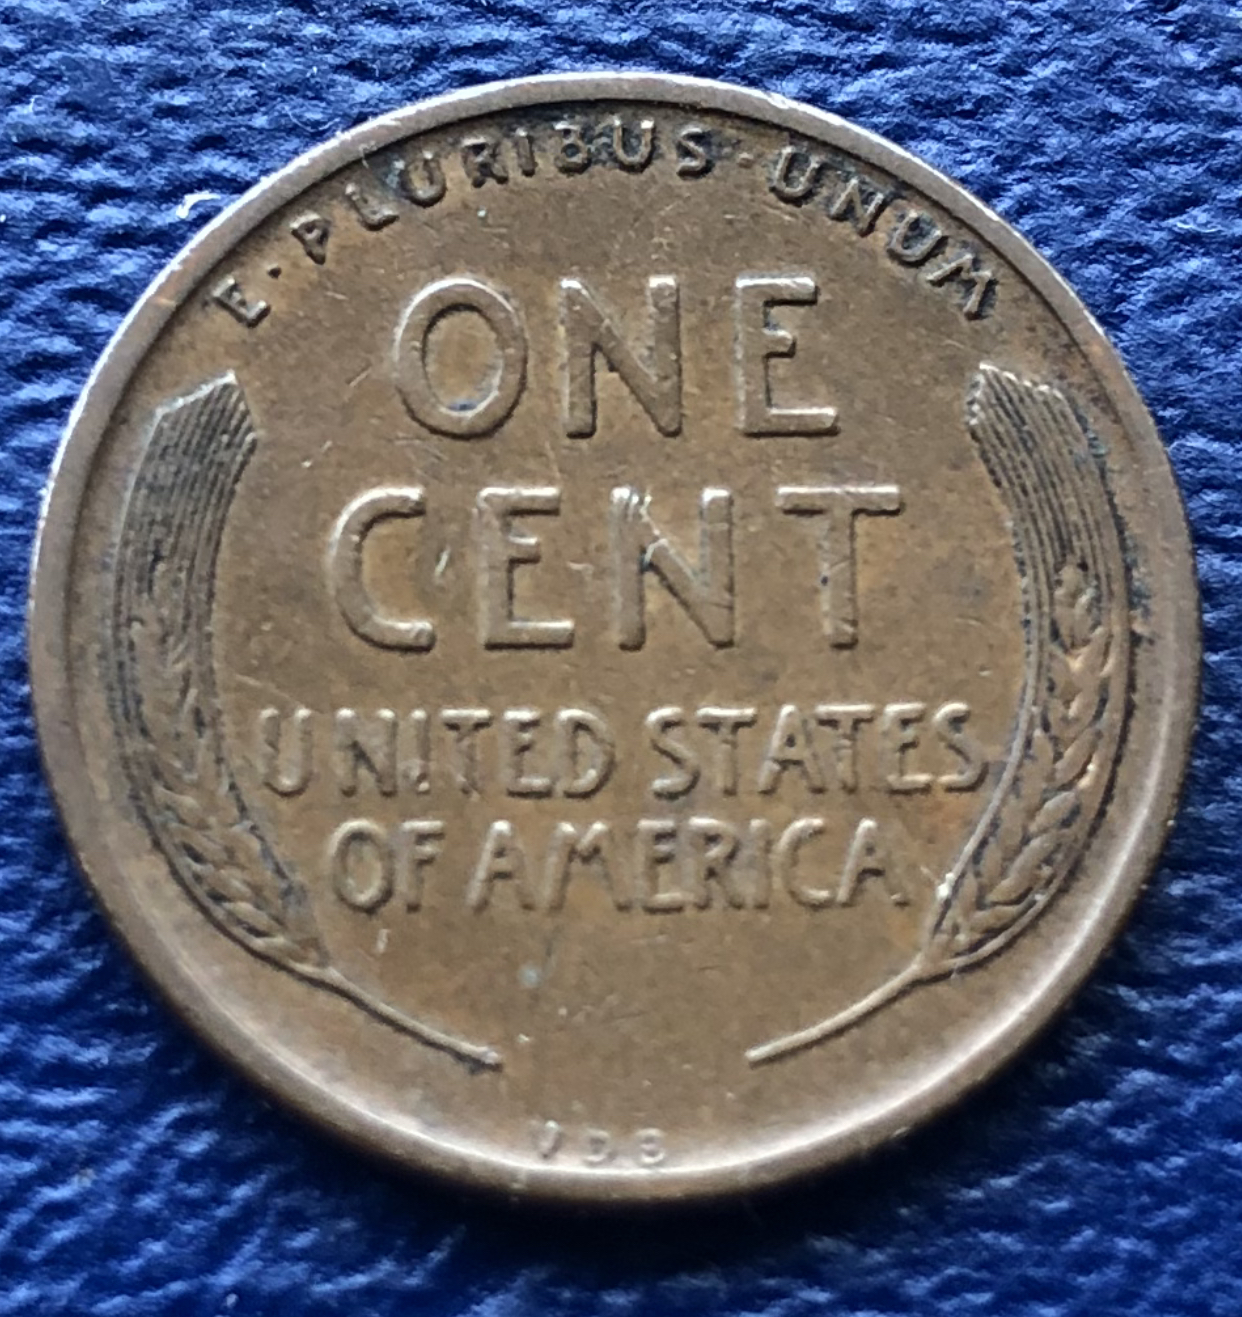 E·PLURIBUS·UNUM
ONE
CENT
UNITED STATES
OF AMERICA
VDB